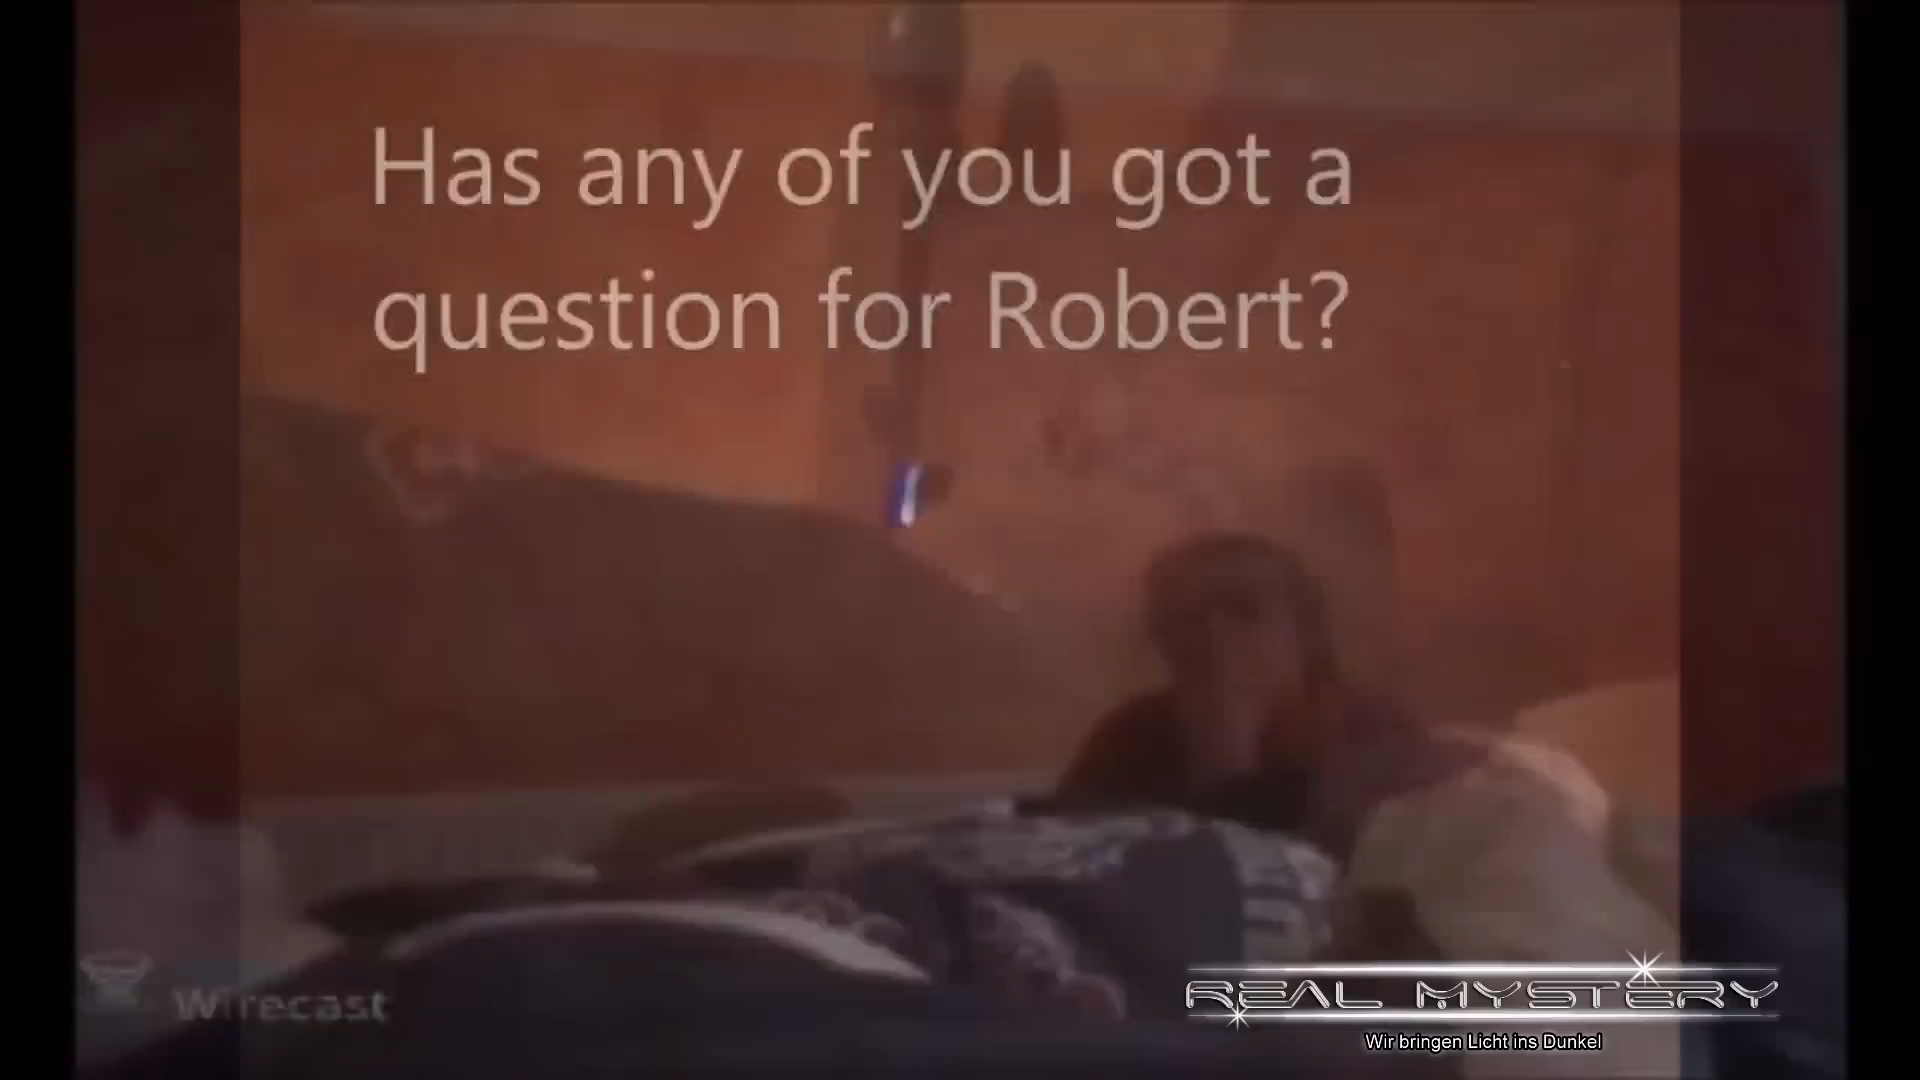 Has any of you got a
question for Robert?
Wirecast
REAL MYSTERY
Wir bringen Licht ins Dunkel